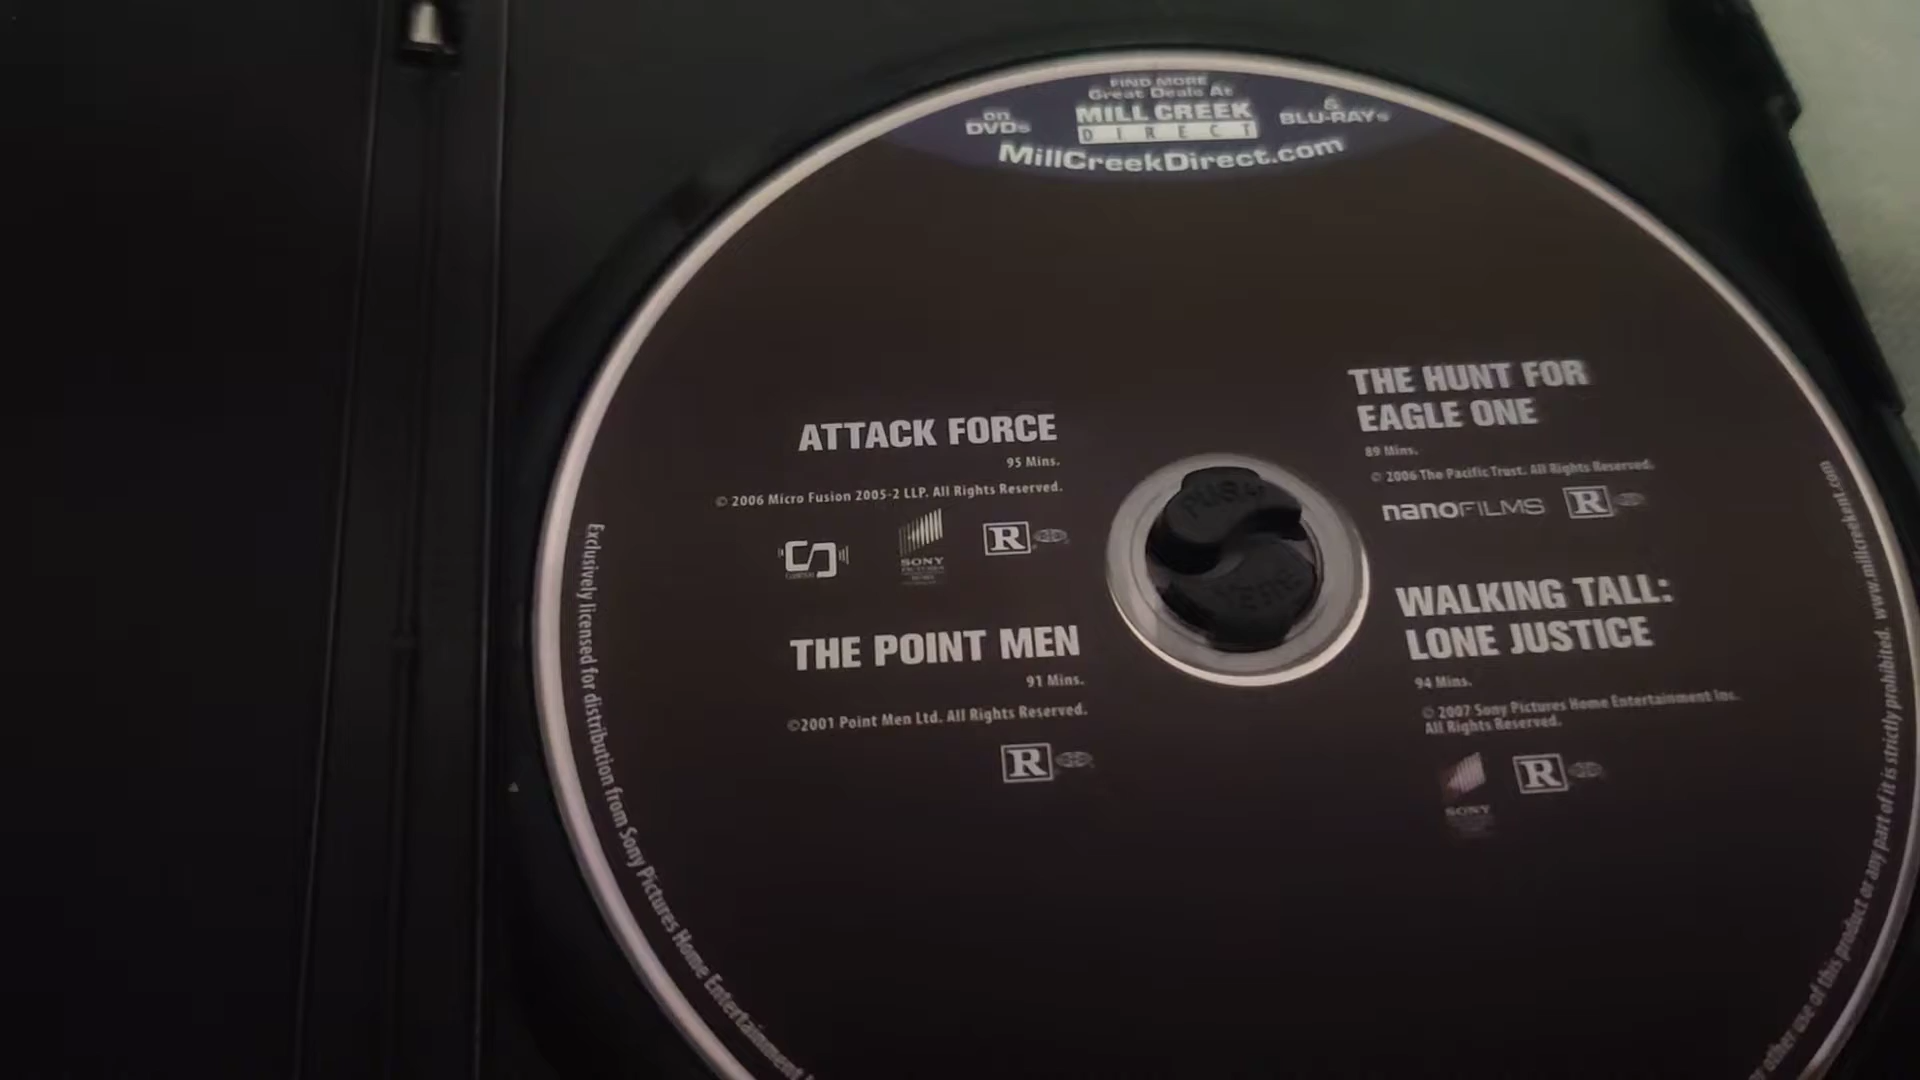 FIND MORE
Great Deals At
on
DVDs
MILL CREEK
DIRECT
&
BLU-RAYs
MillCreekDirect.com
ATTACK FORCE
95 Mins.
© 2006 Micro Fusion 2005-2 LLP. All Rights Reserved.
SONY
PICTURES
R
THE POINT MEN
91 Mins.
©2001 Point Men Ltd. All Rights Reserved.
R
THE HUNT FOR
EAGLE ONE
89 Mins.
© 2006 The Pacific Trust. All Rights Reserved.
nanoFILMS
R
WALKING TALL:
LONE JUSTICE
94 Mins.
© 2007 Sony Pictures Home Entertainment Inc.
All Rights Reserved.
SONY
R
PUSH
HERE
Exclusively licensed for distribution from Sony Pictures Home Entertainment
other use of this product or any part of it is strictly prohibited. www.millcreekent.com